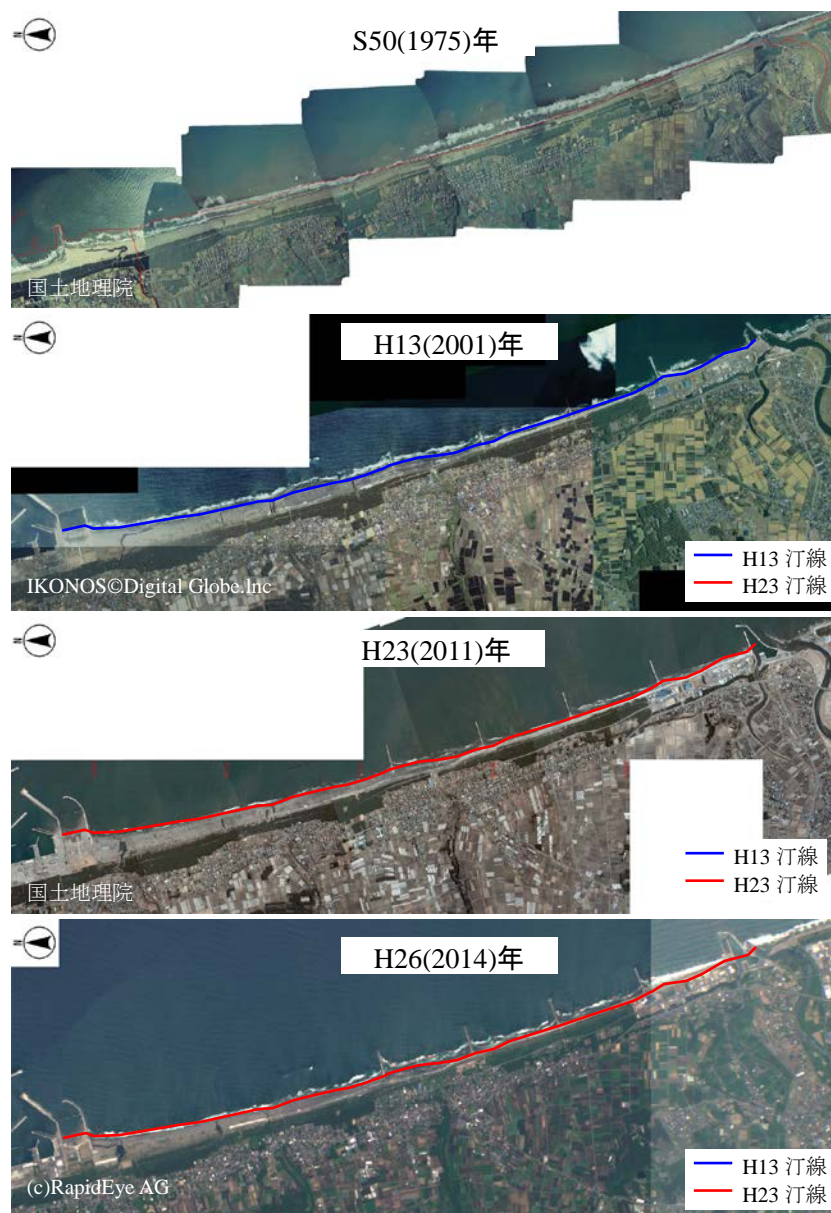 N
S50(1975)年
国土地理院
N
H13(2001)年
H13 汀線
H23 汀線
IKONOS©Digital Globe.Inc
N
H23(2011)年
H13 汀線
H23 汀線
国土地理院
N
H26(2014)年
H13 汀線
H23 汀線
(c)RapidEye AG